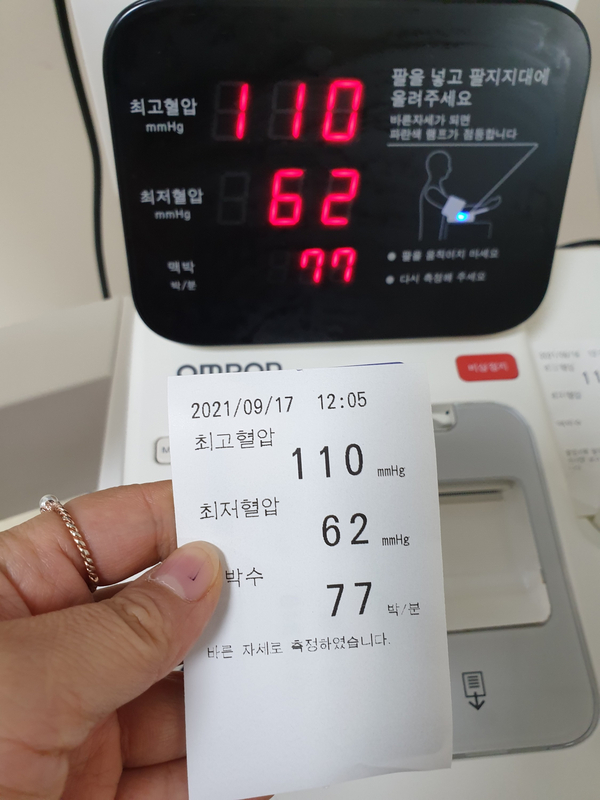 최고혈압
mmHg
110
최저혈압
mmHg
62
맥박
박/분
77
팔을 넣고 팔지지대에
올려주세요
바른자세가 되면
파란색 램프가 점등합니다
● 팔을 움직이지 마세요
● 다시 측정해 주세요
OMRON
비상정지
2021/09/17 12:05
최고혈압
110 mmHg
최저혈압
62 mmHg
박수
77 박/분
바른 자세로 측정하였습니다.